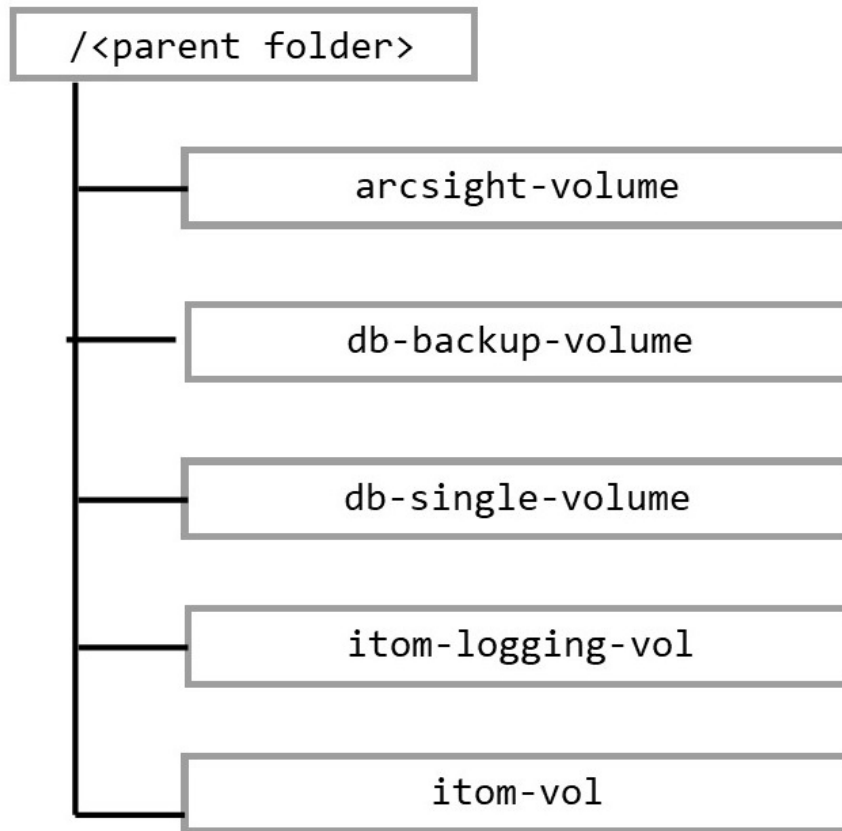 /<parent folder>
arcsight-volume
db-backup-volume
db-single-volume
itom-logging-vol
itom-vol